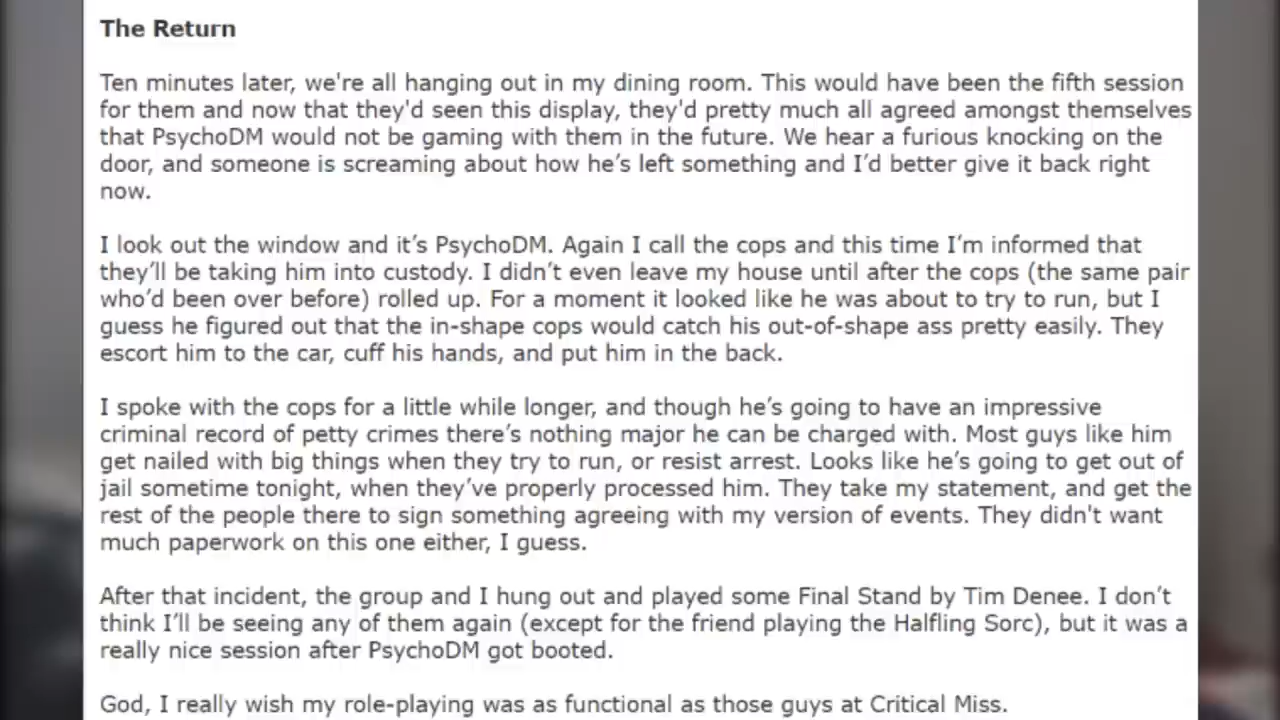 The Return
Ten minutes later, we're all hanging out in my dining room. This would have been the fifth session
for them and now that they'd seen this display, they'd pretty much all agreed amongst themselves
that PsychoDM would not be gaming with them in the future. We hear a furious knocking on the
door, and someone is screaming about how he’s left something and I’d better give it back right
now.
I look out the window and it’s PsychoDM. Again I call the cops and this time I’m informed that
they’ll be taking him into custody. I didn’t even leave my house until after the cops (the same pair
who’d been over before) rolled up. For a moment it looked like he was about to try to run, but I
guess he figured out that the in-shape cops would catch his out-of-shape ass pretty easily. They
escort him to the car, cuff his hands, and put him in the back.
I spoke with the cops for a little while longer, and though he’s going to have an impressive
criminal record of petty crimes there’s nothing major he can be charged with. Most guys like him
get nailed with big things when they try to run, or resist arrest. Looks like he’s going to get out of
jail sometime tonight, when they’ve properly processed him. They take my statement, and get the
rest of the people there to sign something agreeing with my version of events. They didn't want
much paperwork on this one either, I guess.
After that incident, the group and I hung out and played some Final Stand by Tim Denee. I don’t
think I’ll be seeing any of them again (except for the friend playing the Halfling Sorc), but it was a
really nice session after PsychoDM got booted.
God, I really wish my role-playing was as functional as those guys at Critical Miss.